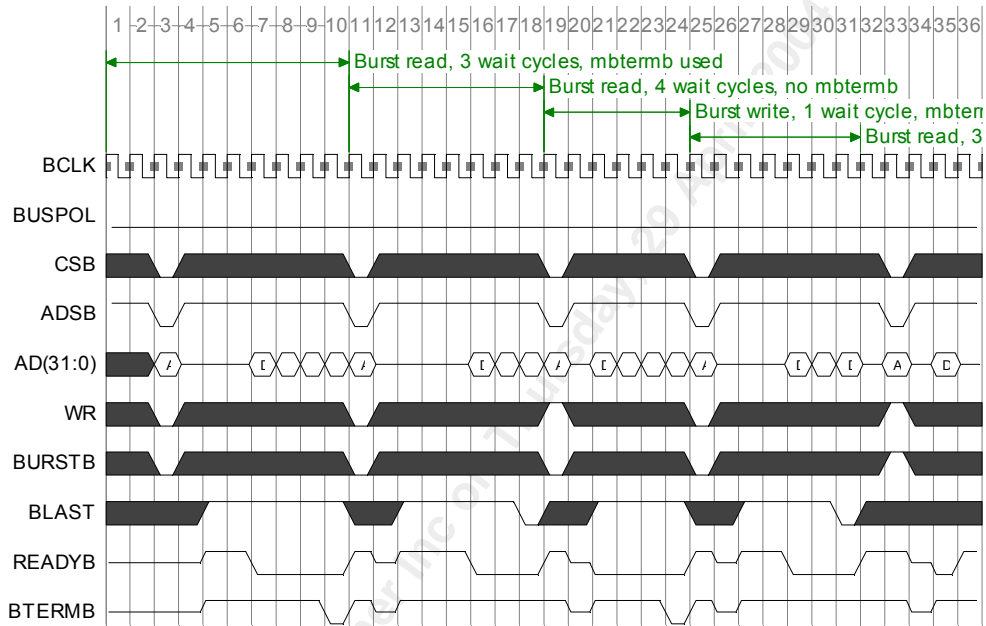 1 2 3 4 5 6 7 8 9 10 11 12 13 14 15 16 17 18 19 20 21 22 23 24 25 26 27 28 29 30 31 32 33 34 35 36
Burst read, 3 wait cycles, mbtermb used
Burst read, 4 wait cycles, no mbtermb
Burst write, 1 wait cycle, mbterm
Burst read, 3
BCLK
BUSPOL
CSB
ADSB
AD(31:0)
A D
WR
BURSTB
BLAST
READYB
BTERMB